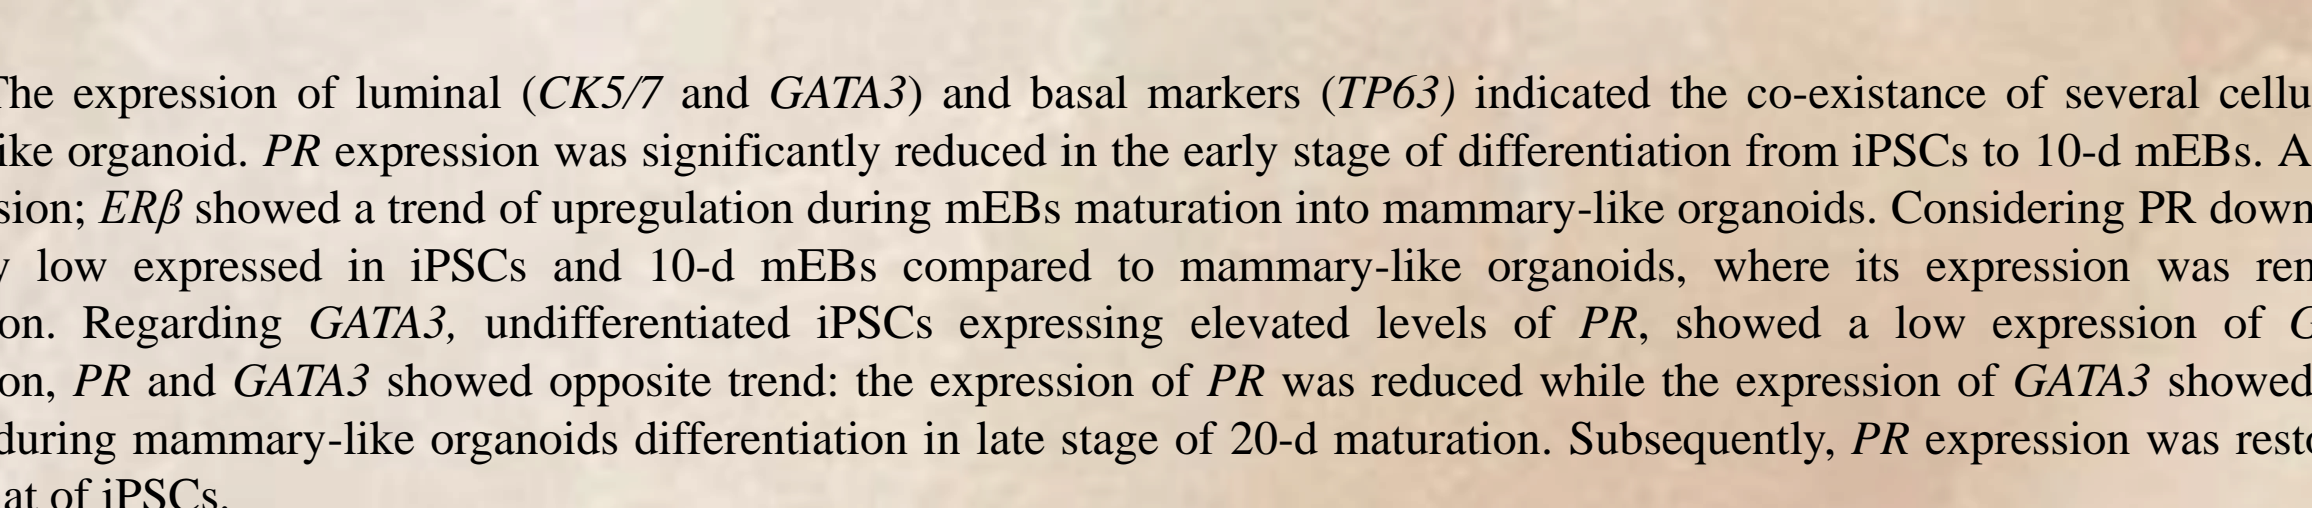 The expression of luminal (CK5/7 and GATA3) and basal markers (TP63) indicated the co-existance of several cellu
ike organoid. PR expression was significantly reduced in the early stage of differentiation from iPSCs to 10-d mEBs. A
sion; ERβ showed a trend of upregulation during mEBs maturation into mammary-like organoids. Considering PR down
y low expressed in iPSCs and 10-d mEBs compared to mammary-like organoids, where its expression was ren
on. Regarding GATA3, undifferentiated iPSCs expressing elevated levels of PR, showed a low expression of G
on, PR and GATA3 showed opposite trend: the expression of PR was reduced while the expression of GATA3 showed
during mammary-like organoids differentiation in late stage of 20-d maturation. Subsequently, PR expression was resto
at of iPSCs.